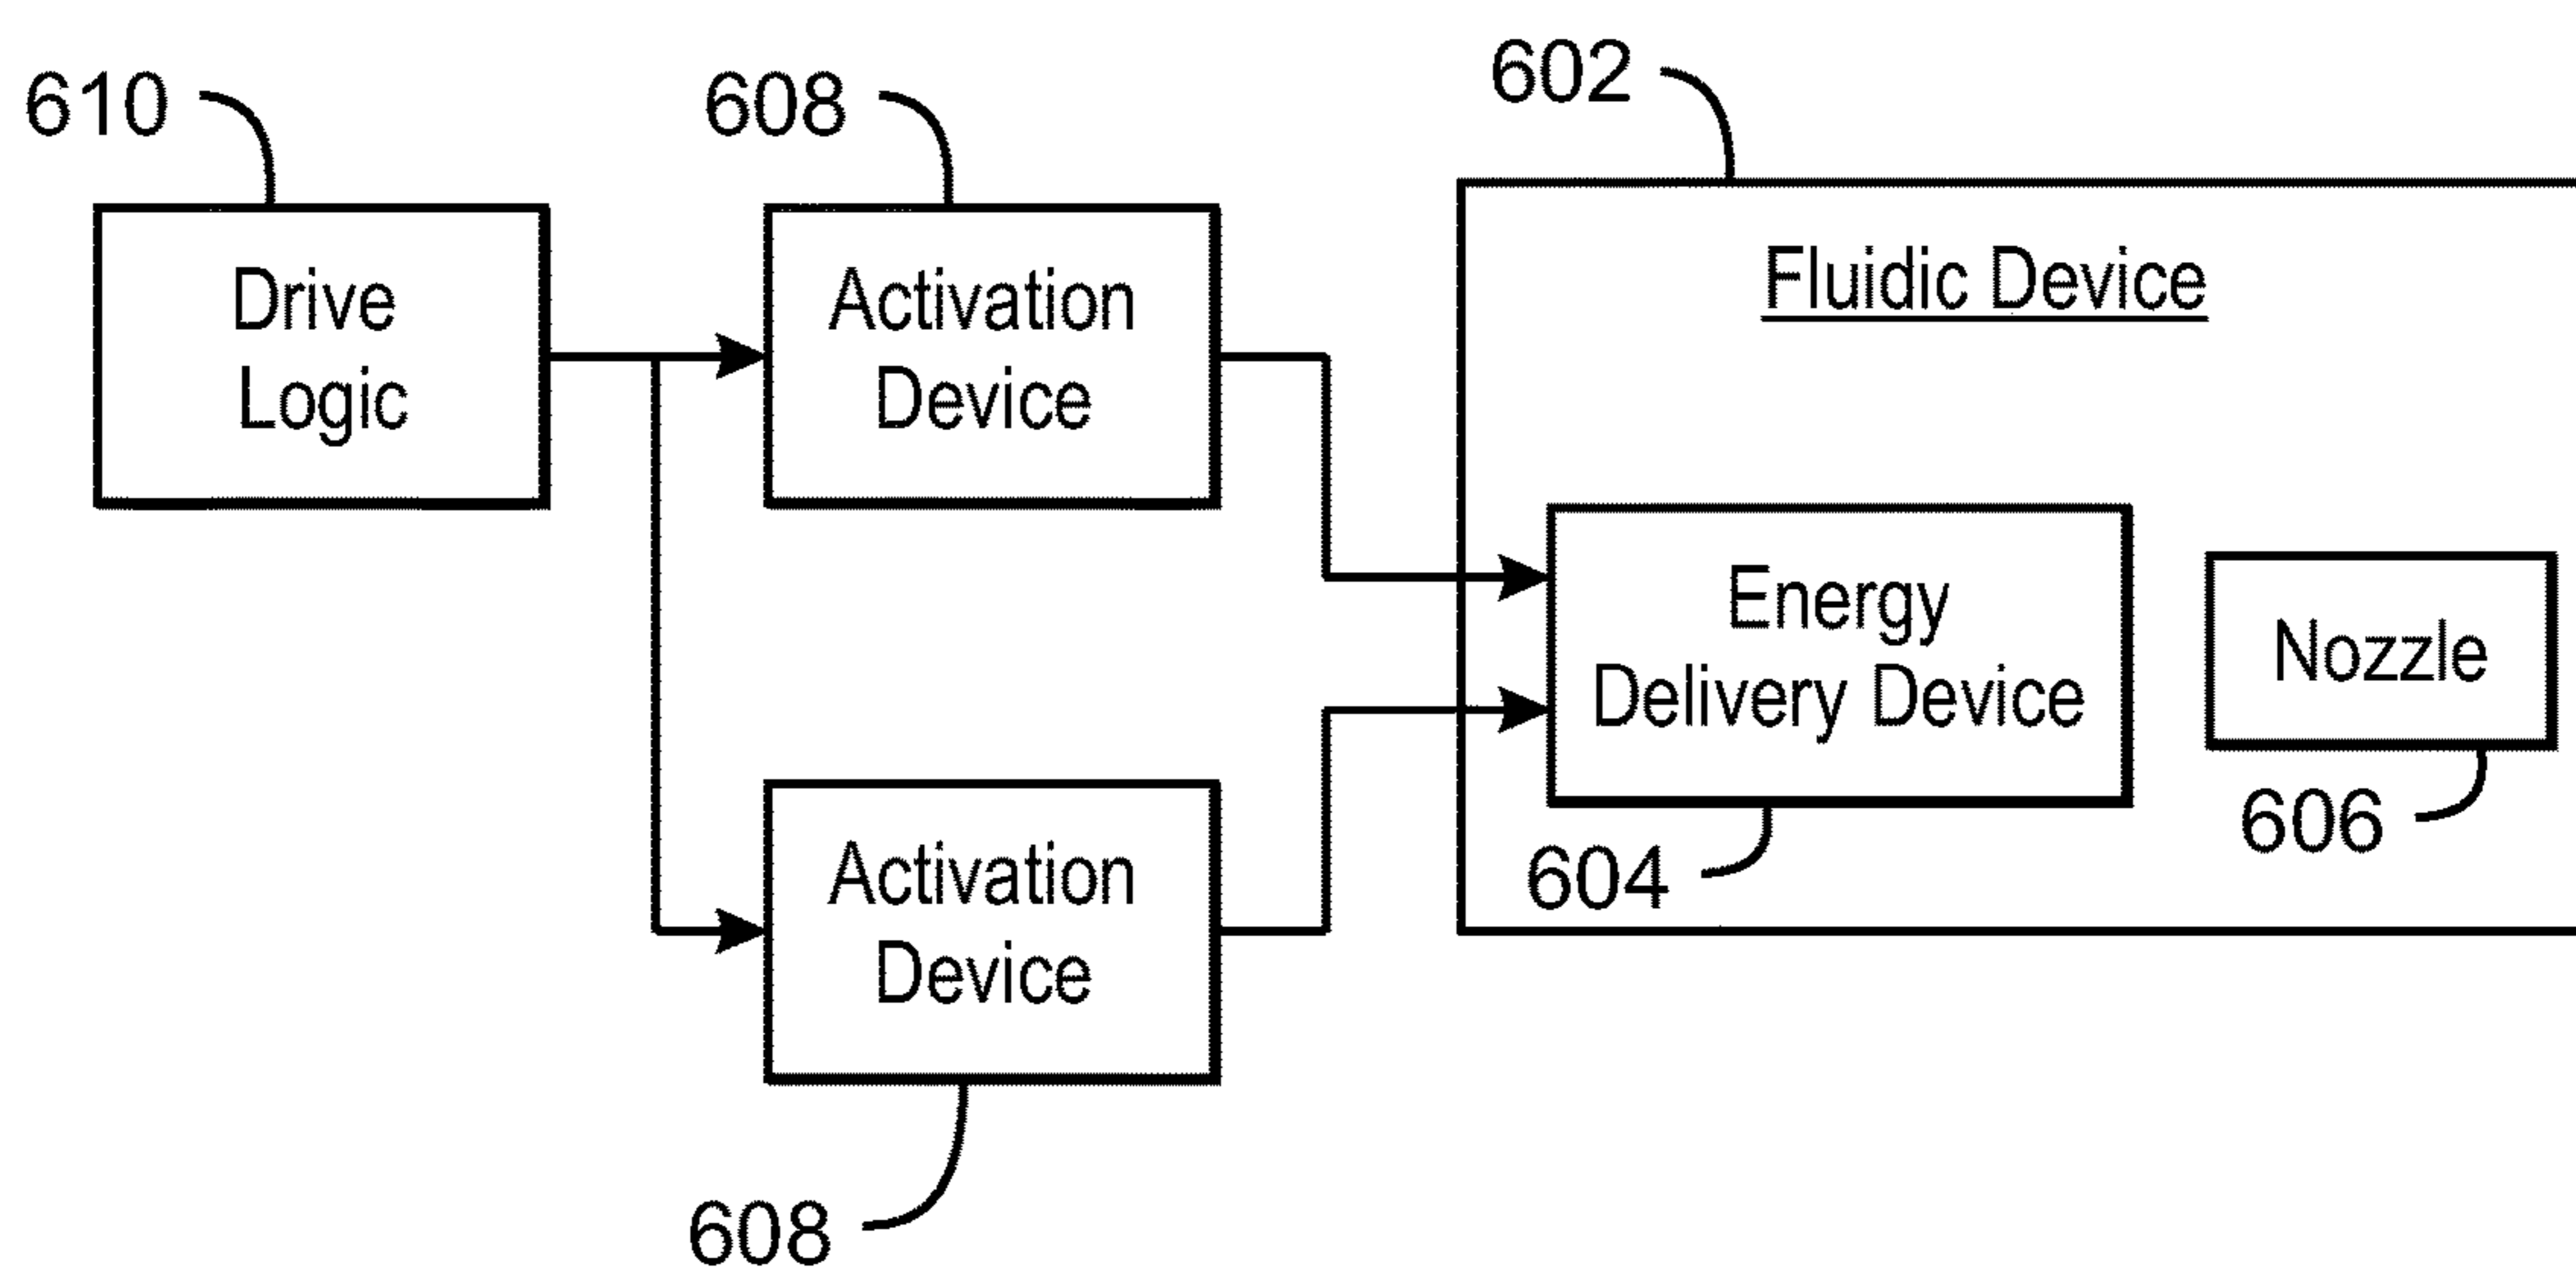 610
608
602
Drive
Logic
Activation
Device
Fluidic Device
Energy
Delivery Device
Nozzle
604
606
Activation
Device
608